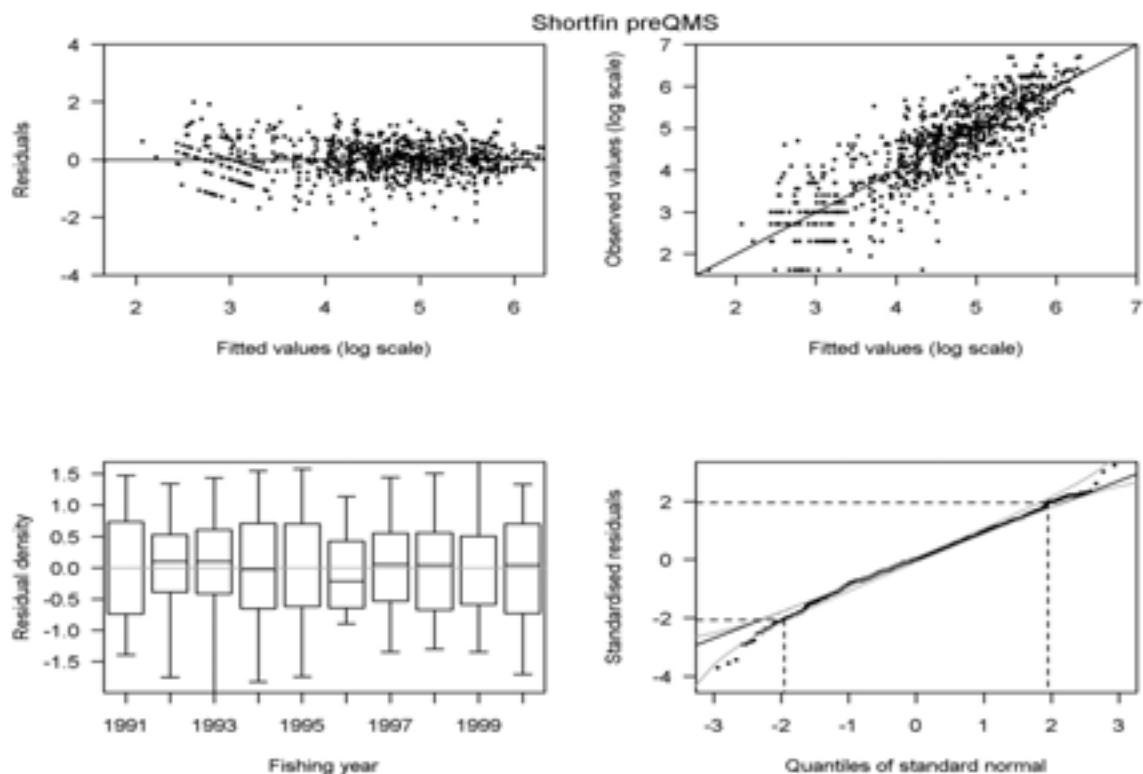 Shortfin preQMS
4
2
0
-2
-4
Residuals
2 3 4 5 6
Fitted values (log scale)
7
6
5
4
3
2
Observed values (log scale)
2 3 4 5 6 7
Fitted values (log scale)
1.5
1.0
0.5
0.0
-0.5
-1.0
-1.5
Residual density
1991 1993 1995 1997 1999
Fishing year
2
0
-2
-4
Standardised residuals
-3 -2 -1 0 1 2 3
Quantiles of standard normal